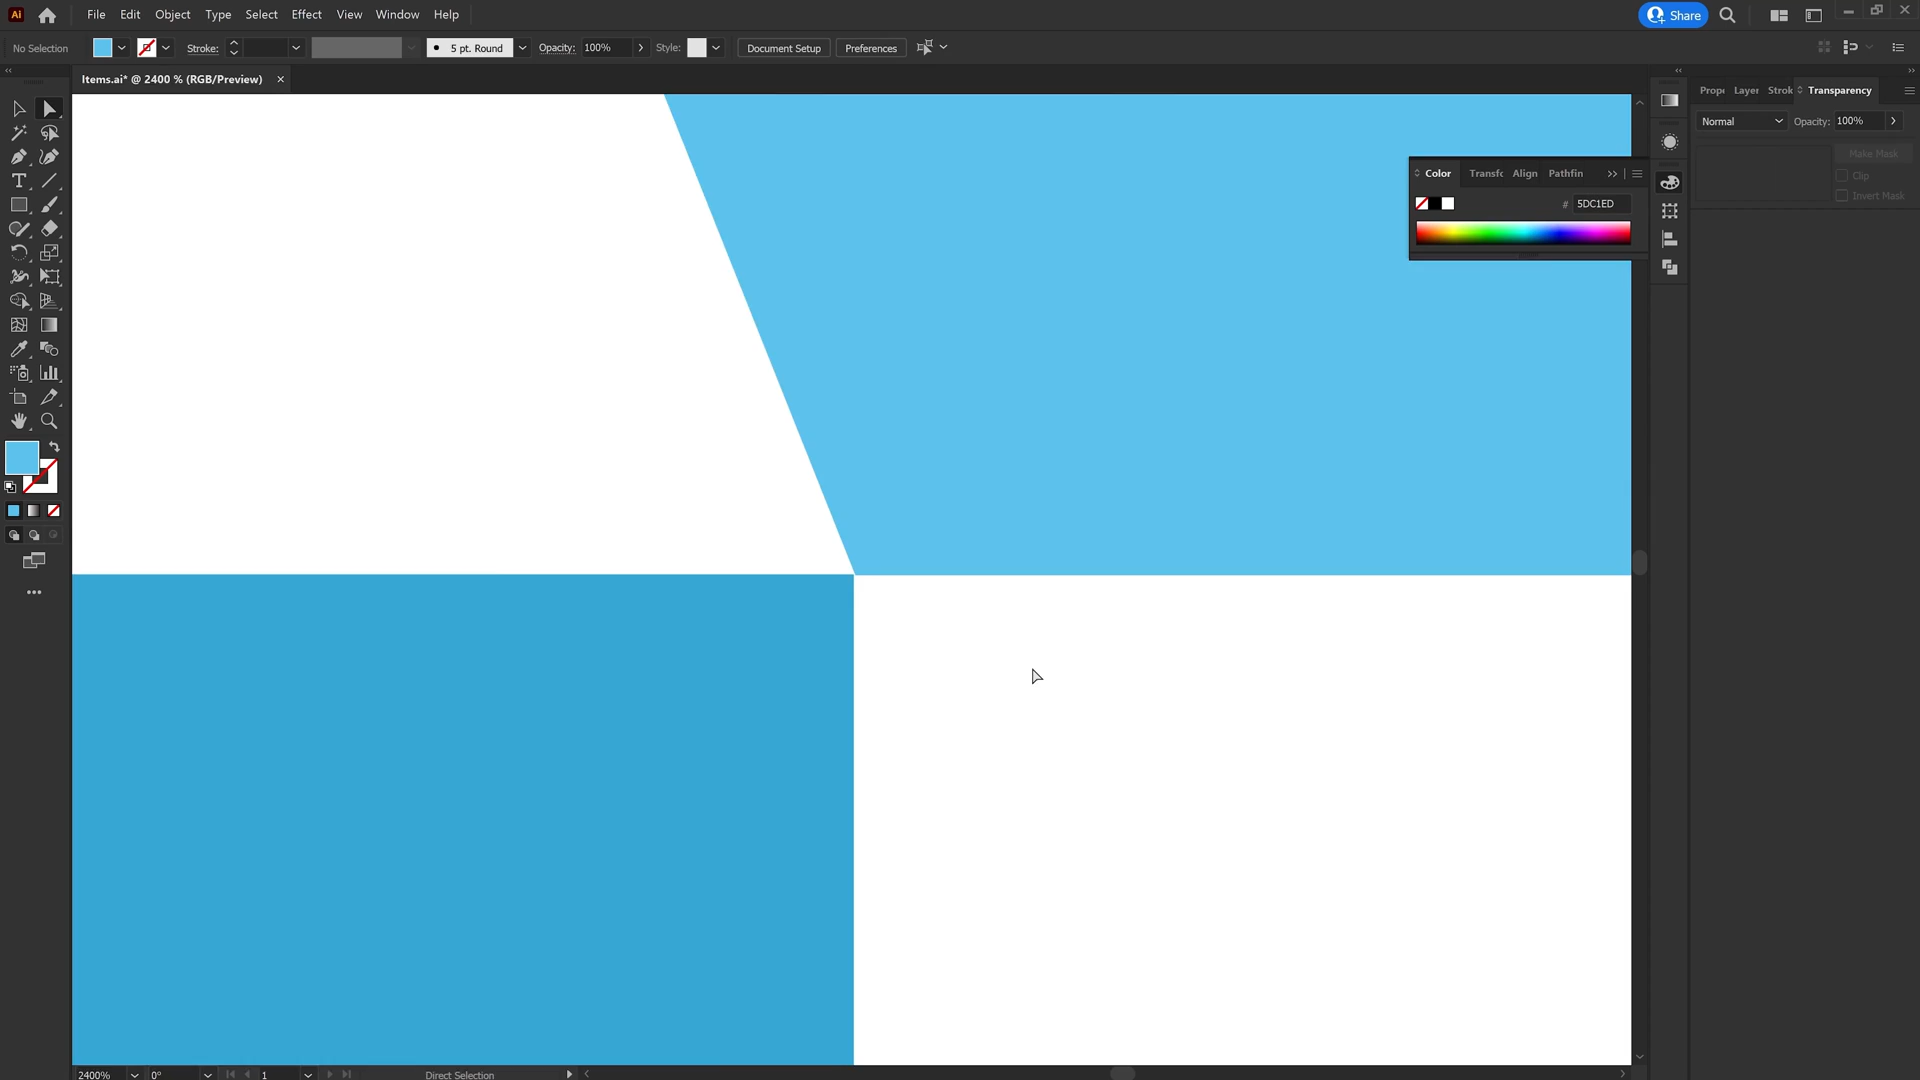 Ai File Edit Object Type Select Effect View Window Help Share
No Selection Stroke: 5 pt. Round Opacity: 100% Style: Document Setup Preferences
Items.ai* @ 2400 % (RGB/Preview)
Prope Layer Strok Transparency
Normal Opacity: 100%
Make Mask
Clip
Invert Mask
Color Transfo Align Pathfin
# 5DC1ED
T
2400% 0° 1 Direct Selection